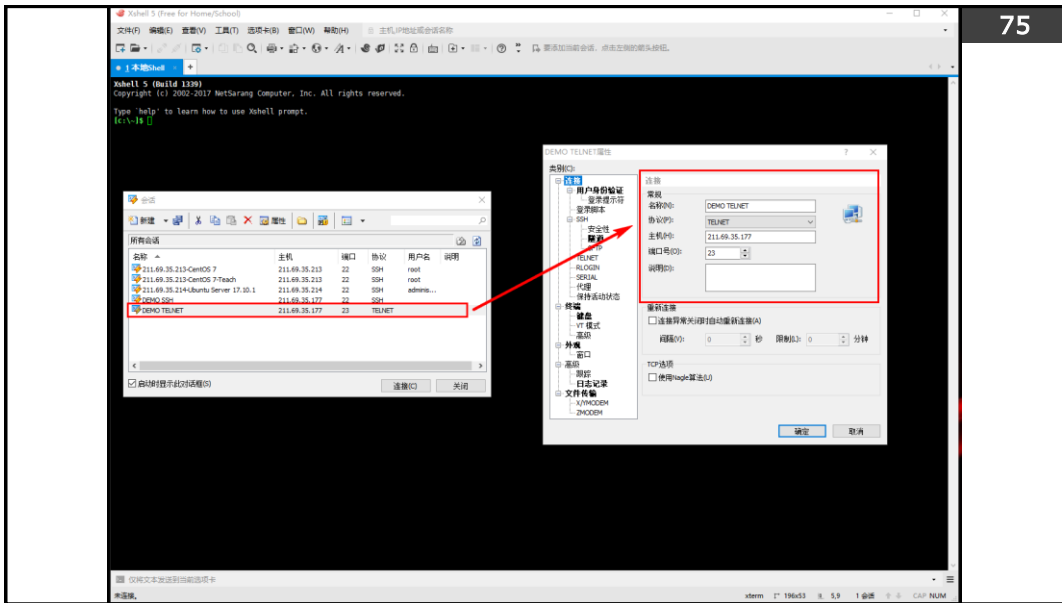 Xshell 5 (Free for Home/School)
75
文件(F) 编辑(E) 查看(V) 工具(T) 选项卡(B) 窗口(W) 帮助(H) 主机,IP地址或会话名称
要添加当前会话，点击左侧的箭头按钮。
1 本地Shell +
Xshell 5 (Build 1339)
Copyright (c) 2002-2017 NetSarang Computer, Inc. All rights reserved.
Type `help' to learn how to use Xshell prompt.
[c:\~]$
会话
新建 属性
所有会话
名称 主机 端口 协议 用户名 说明
211.69.35.213-CentOS 7 211.69.35.213 22 SSH root
211.69.35.213-CentOS 7-Teach 211.69.35.213 22 SSH root
211.69.35.214-Ubuntu Server 17.10.1 211.69.35.214 22 SSH adminis...
DEMO SSH 211.69.35.177 22 SSH
DEMO TELNET 211.69.35.177 23 TELNET
启动时显示此对话框(S) 连接(C) 关闭
DEMO TELNET属性 ?
类别(C):
连接
用户身份验证
登录提示符
登录脚本
SSH
安全性
隧道
TELNET
RLOGIN
SERIAL
代理
保持活动状态
终端
键盘
VT 模式
高级
外观
窗口
高级
跟踪
日志记录
文件传输
X/YMODEM
ZMODEM
连接
常规
名称(N): DEMO TELNET
协议(P): TELNET
主机(H): 211.69.35.177
端口号(O): 23
说明(D):
重新连接
连接异常关闭时自动重新连接(A)
间隔(V): 0 秒 限制(L): 0 分钟
TCP选项
使用Nagle算法(U)
确定 取消
仅将文本发送到当前选项卡
未连接。 xterm 196x53 5,9 1 会话 CAP NUM